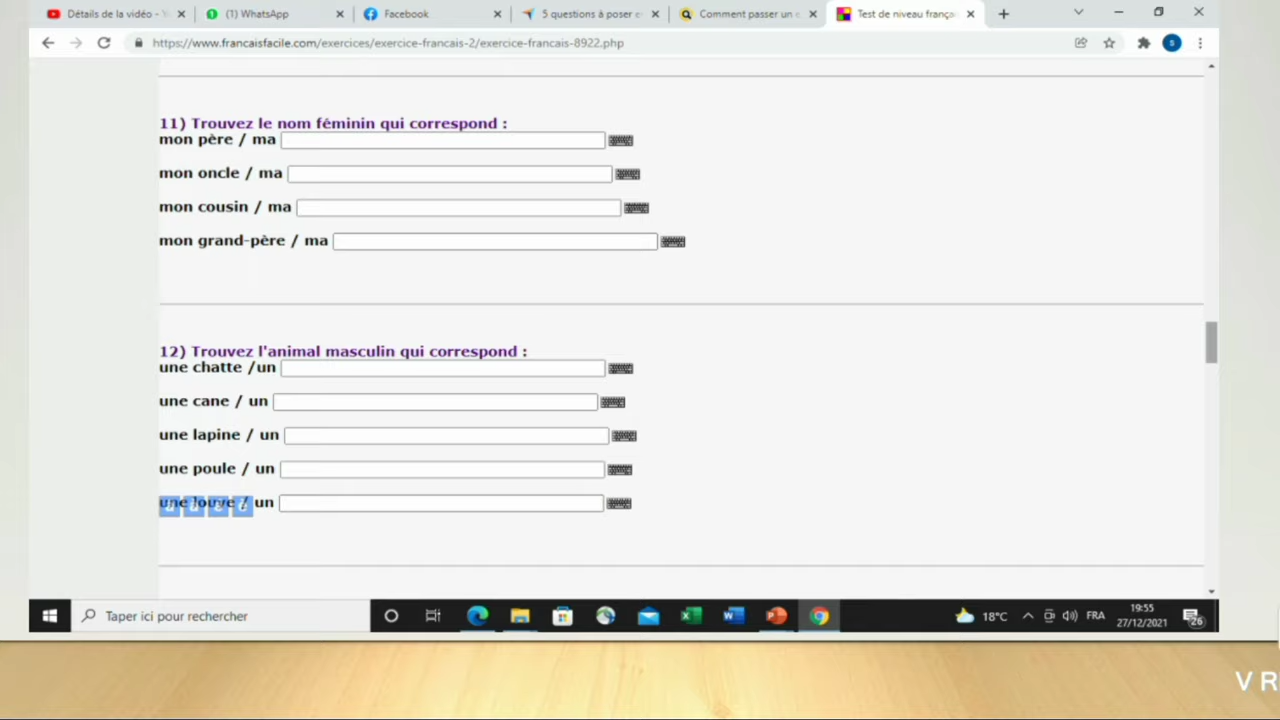 Détails de la vidéo - 
(1) WhatsApp
Facebook
5 questions à poser e
Comment passer un
Test de niveau françai
https://www.francaisfacile.com/exercices/exercice-francais-2/exercice-francais-8922.php
S
11) Trouvez le nom féminin qui correspond :
mon père / ma
mon oncle / ma
mon cousin / ma
mon grand-père / ma
12) Trouvez l'animal masculin qui correspond :
une chatte /un
une cane / un
une lapine / un
une poule / un
une louve / un
Taper ici pour rechercher
18°C
FRA
19:55
27/12/2021
26
V R